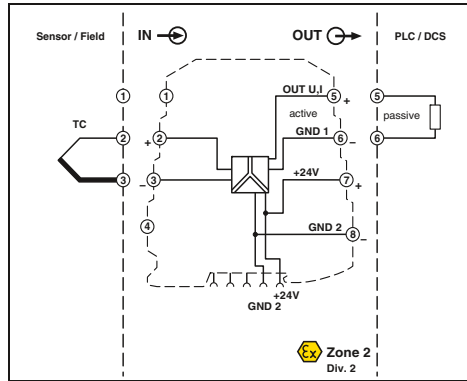 Sensor / Field
IN
OUT
PLC / DCS
1
1
OUT U,I
5
+
5
active
passive
TC
2
+
2
GND 1
6
–
6
3
–
3
+24V
7
+
4
GND 2
8
–
+24V
GND 2
Ex Zone 2
Div. 2